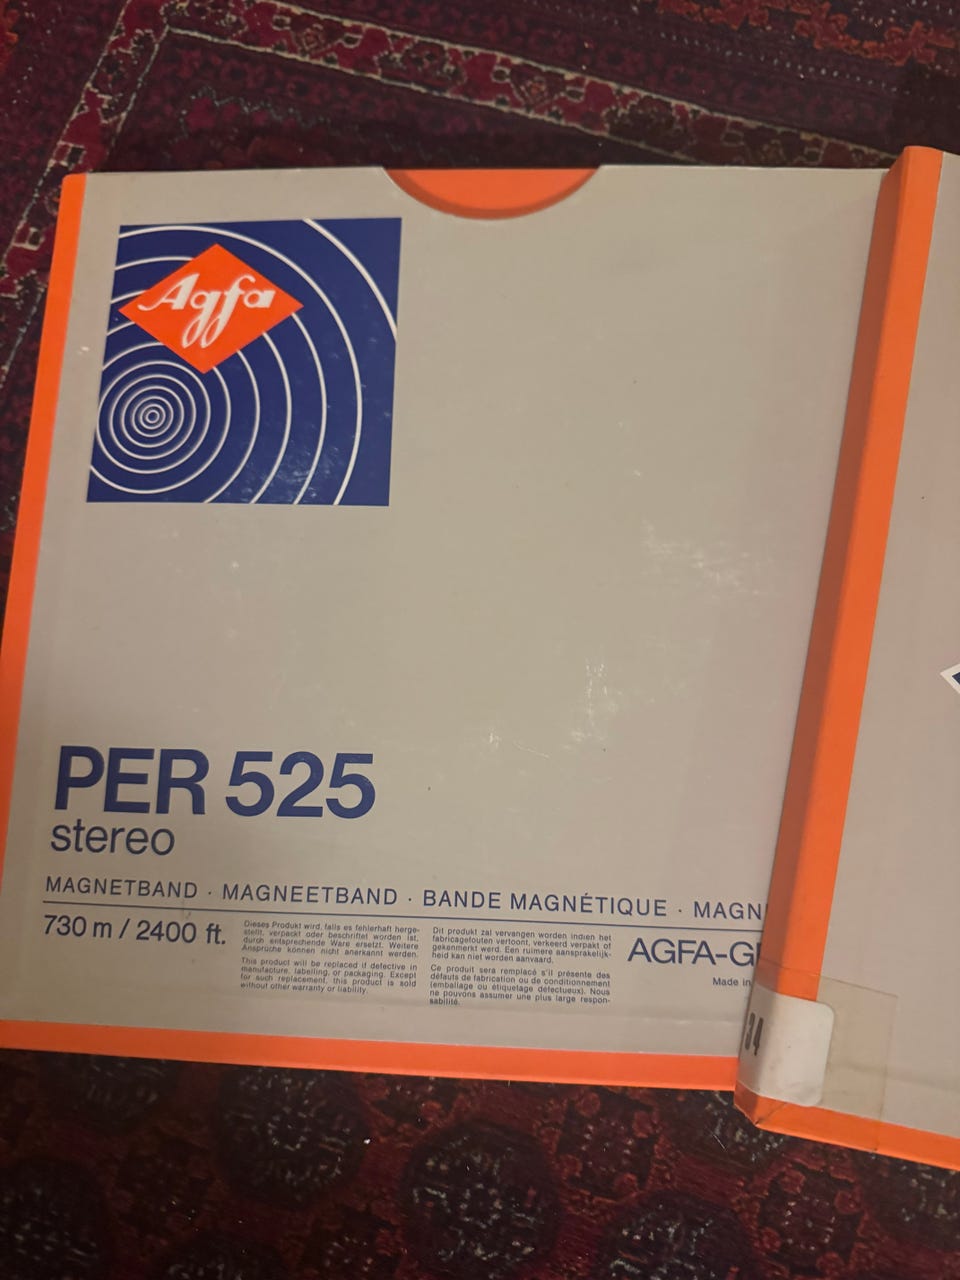 Agfa
PER 525
stereo
MAGNETBAND · MAGNEETBAND · BANDE MAGNÉTIQUE · MAGN
730 m / 2400 ft.
Dieses Produkt wird, falls es fehlerhaft herge-
stellt, verpackt oder beschriftet worden ist,
durch entsprechende Ware ersetzt. Weitere
Ansprüche können nicht anerkannt werden.
This product will be replaced if defective in
manufacture, labelling, or packaging. Except
for such replacement, this product is sold
without other warranty or liability.
Dit produkt zal vervangen worden indien het
fabricagefouten vertoont, verkeerd verpakt of
gekenmerkt werd. Een ruimere aansprakelijk-
heid kan niet worden aanvaard.
Ce produit sera remplacé s'il présente des
défauts de fabrication ou de conditionnement
(emballage ou étiquetage défectueux). Nous
ne pouvons assumer une plus large respon-
sabilité.
AGFA-G
Made in
34